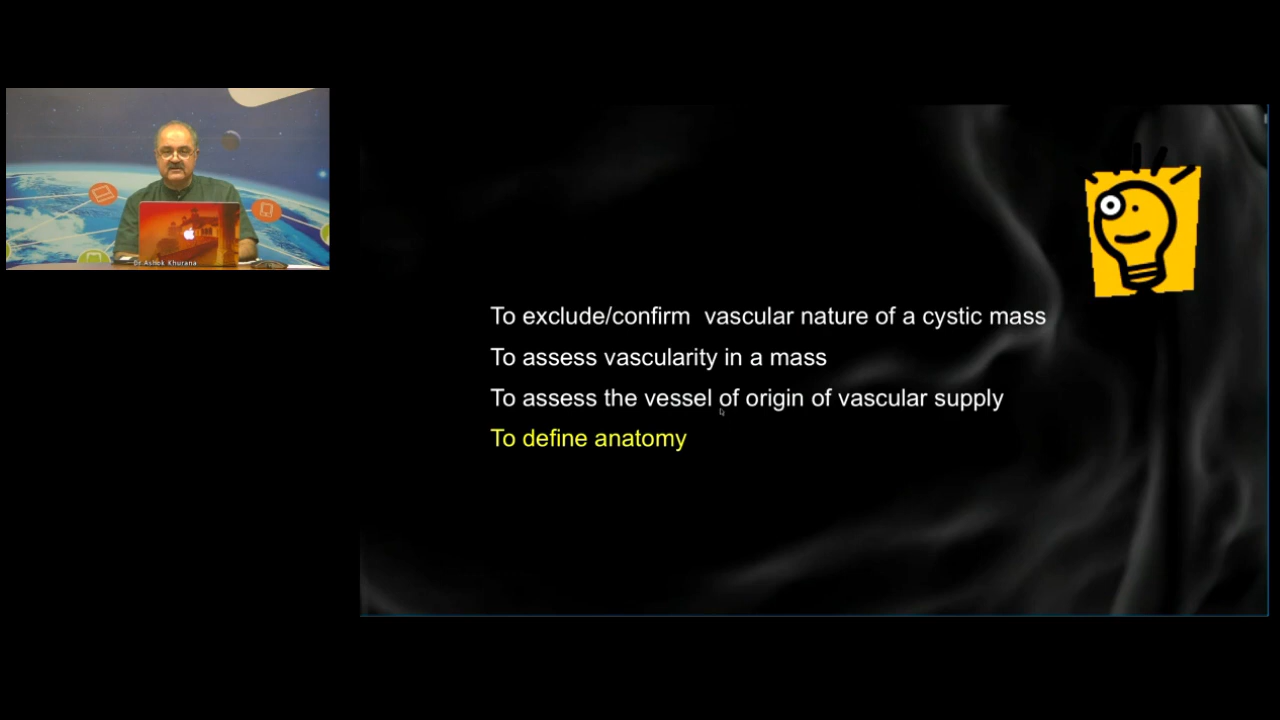 Dr.Ashok Khurana
To exclude/confirm vascular nature of a cystic mass
To assess vascularity in a mass
To assess the vessel of origin of vascular supply
To define anatomy